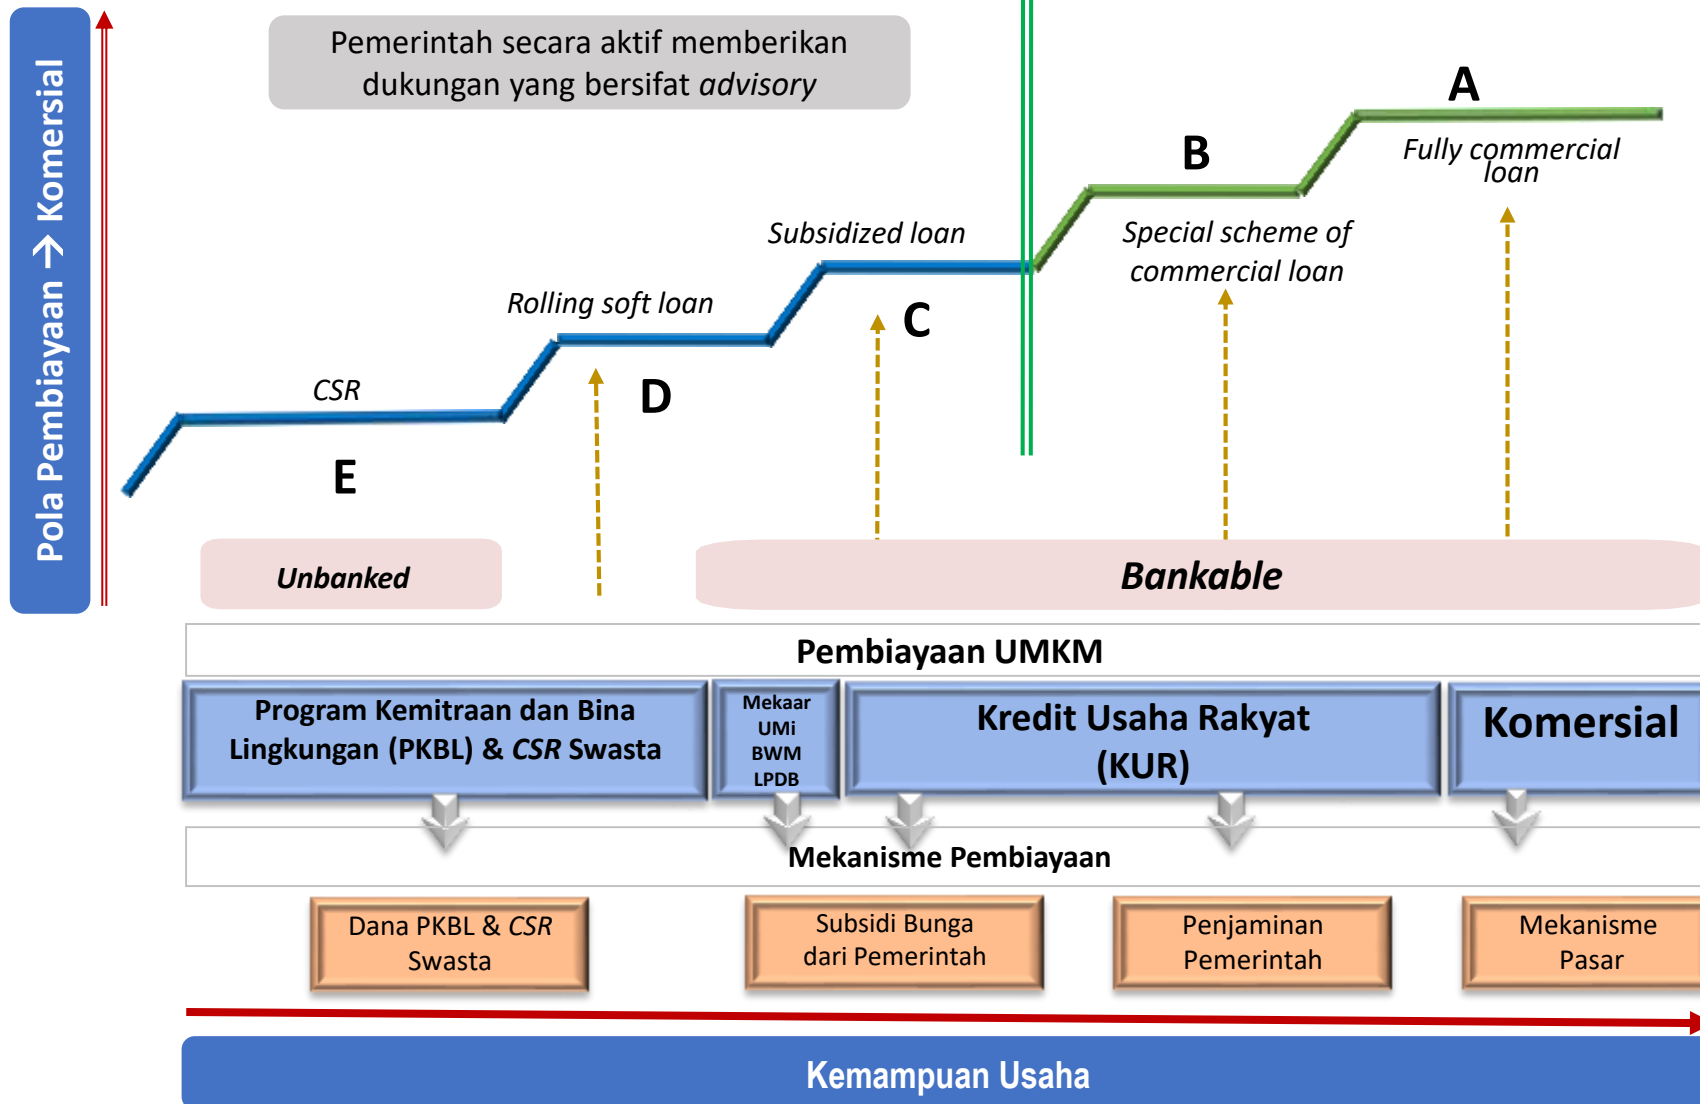 Pola Pembiayaan → Komersial
Pemerintah secara aktif memberikan
dukungan yang bersifat advisory
A
Fully commercial
loan
B
Special scheme of
commercial loan
Subsidized loan
C
Rolling soft loan
D
CSR
E
Unbanked
Bankable
Pembiayaan UMKM
Program Kemitraan dan Bina
Lingkungan (PKBL) & CSR Swasta
Mekaar
UMi
BWM
LPDB
Kredit Usaha Rakyat
(KUR)
Komersial
Mekanisme Pembiayaan
Dana PKBL & CSR
Swasta
Subsidi Bunga
dari Pemerintah
Penjaminan
Pemerintah
Mekanisme
Pasar
Kemampuan Usaha